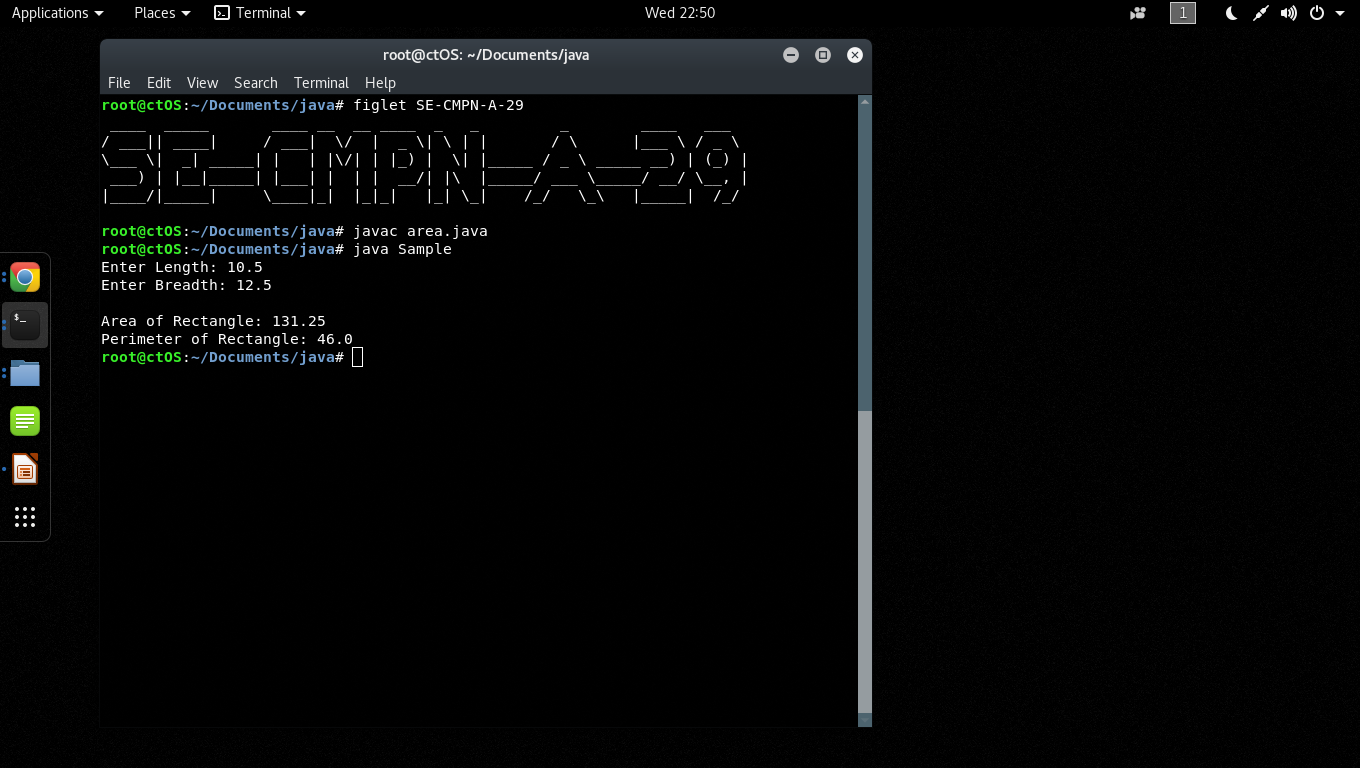 Applications Places Terminal Wed 22:50 1
root@ctOS: ~/Documents/java
File Edit View Search Terminal Help
root@ctOS:~/Documents/java# figlet SE-CMPN-A-29
SE-CMPN-A-29
root@ctOS:~/Documents/java# javac area.java
root@ctOS:~/Documents/java# java Sample
Enter Length: 10.5
Enter Breadth: 12.5
Area of Rectangle: 131.25
Perimeter of Rectangle: 46.0
root@ctOS:~/Documents/java#
$_